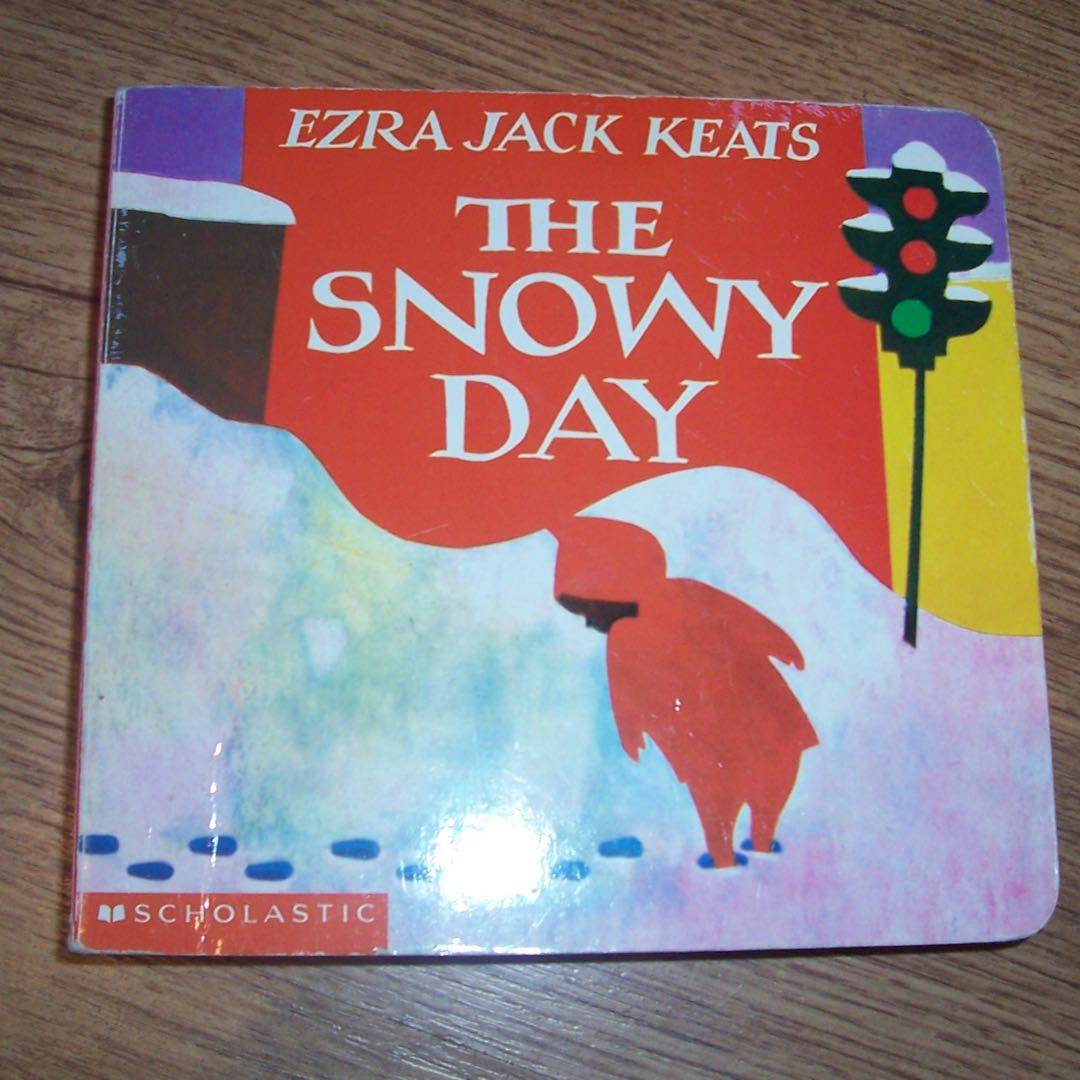 EZRA JACK KEATS
THE
SNOWY
DAY
SCHOLASTIC